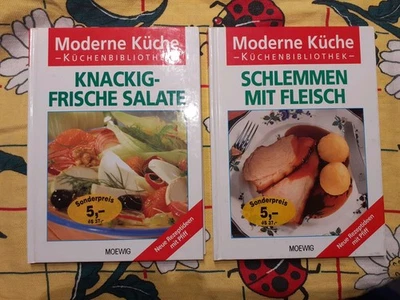 Moderne Küche
–KÜCHENBIBLIOTHEK–
KNACKIG-
FRISCHE SALATE
Sonderpreis
5,–
Neue Rezeptideen
mit Pfiff
MOEWIG
Moderne Küche
–KÜCHENBIBLIOTHEK–
SCHLEMMEN
MIT FLEISCH
Sonderpreis
5,–
Neue Rezeptideen
mit Pfiff
MOEWIG